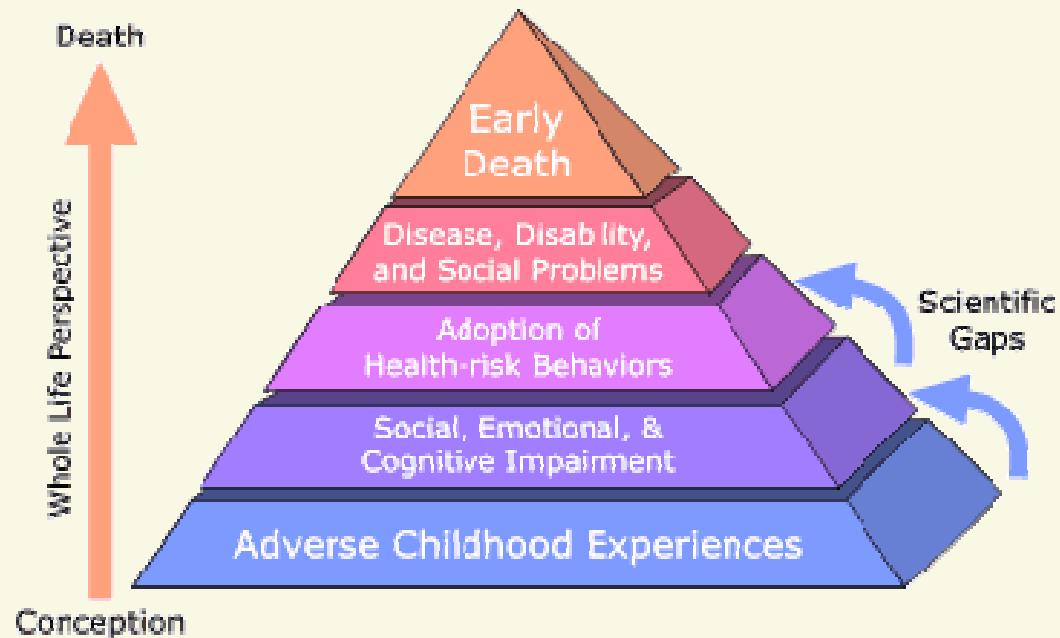 Death
Early
Death
Disease, Disability,
and Social Problems
Adoption of
Health-risk Behaviors
Social, Emotional, &
Cognitive Impairment
Adverse Childhood Experiences
Scientific
Gaps
Whole Life Perspective
Conception